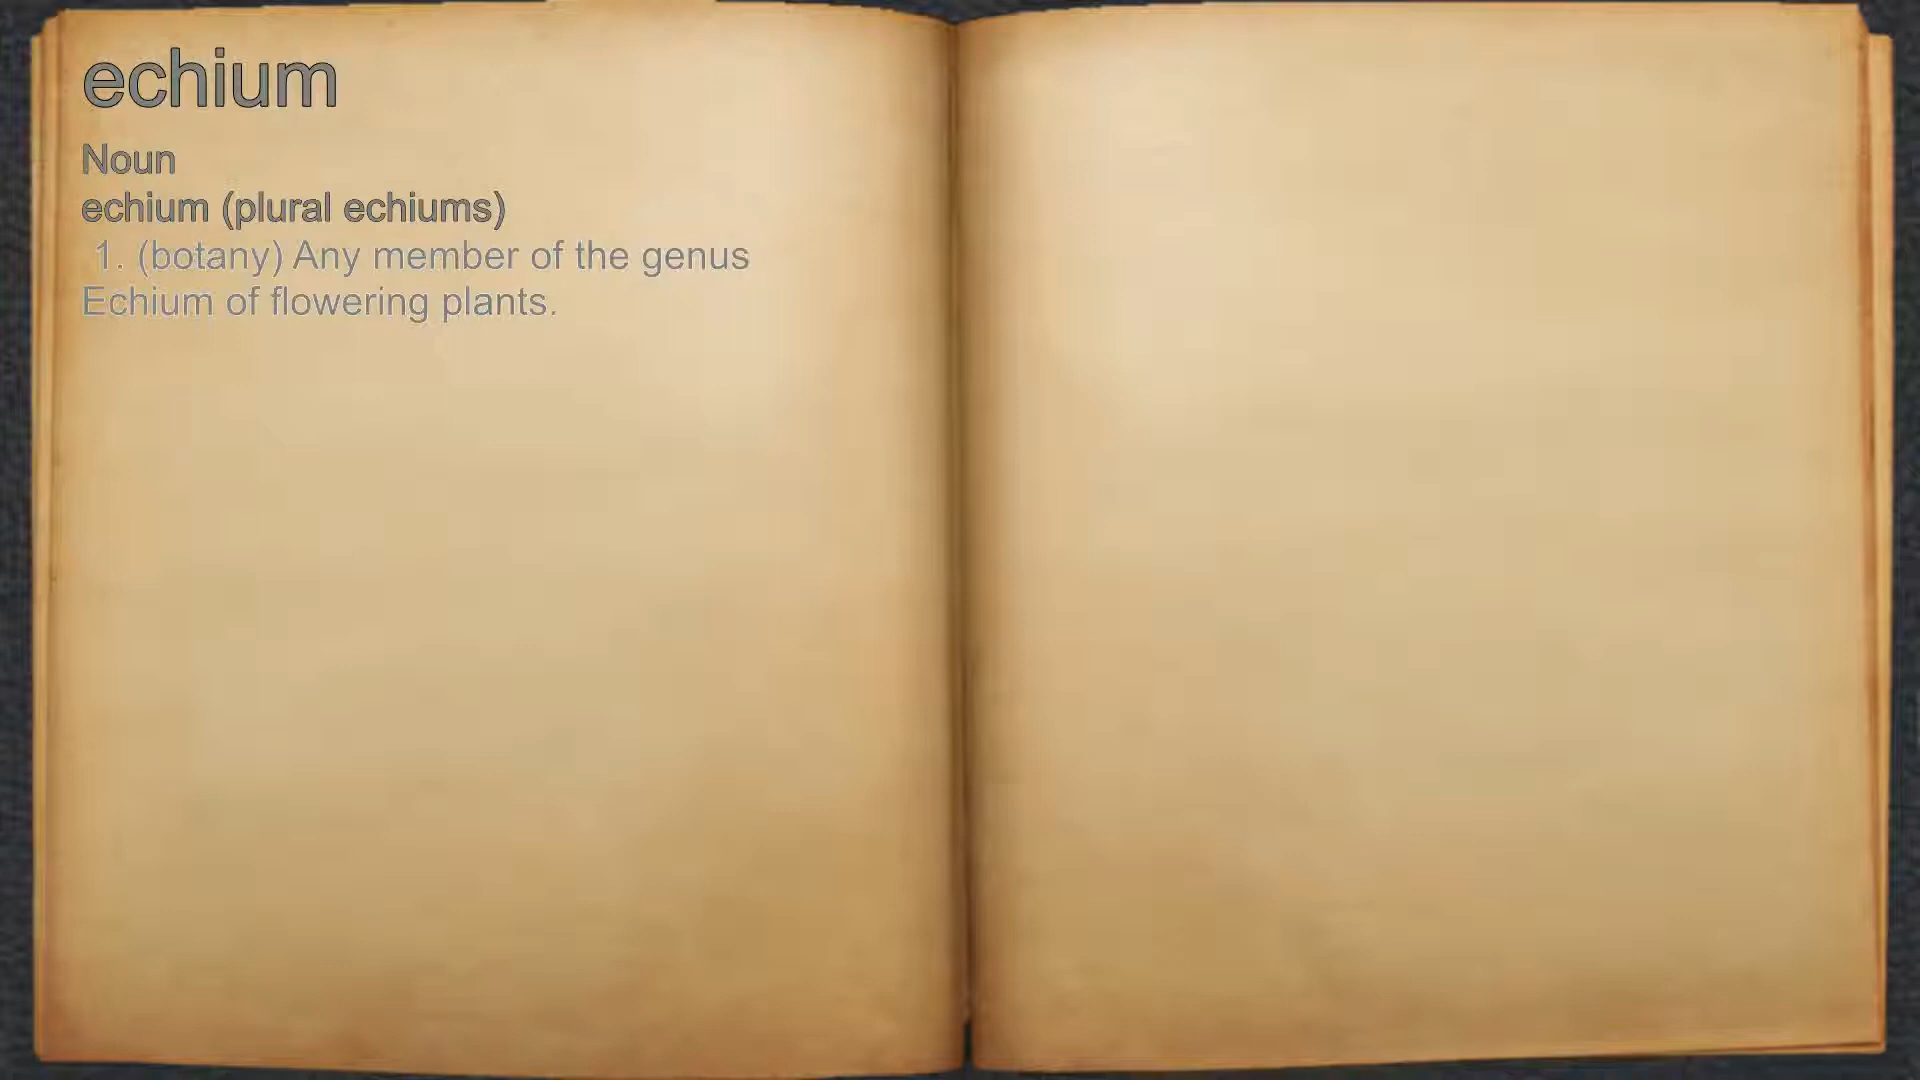 echium
Noun
echium (plural echiums)
1. (botany) Any member of the genus
Echium of flowering plants.